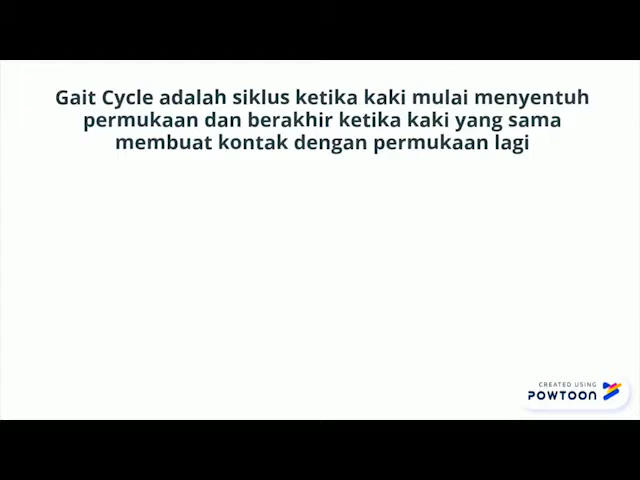 Gait Cycle adalah siklus ketika kaki mulai menyentuh
permukaan dan berakhir ketika kaki yang sama
membuat kontak dengan permukaan lagi
CREATED USING
POWTOON